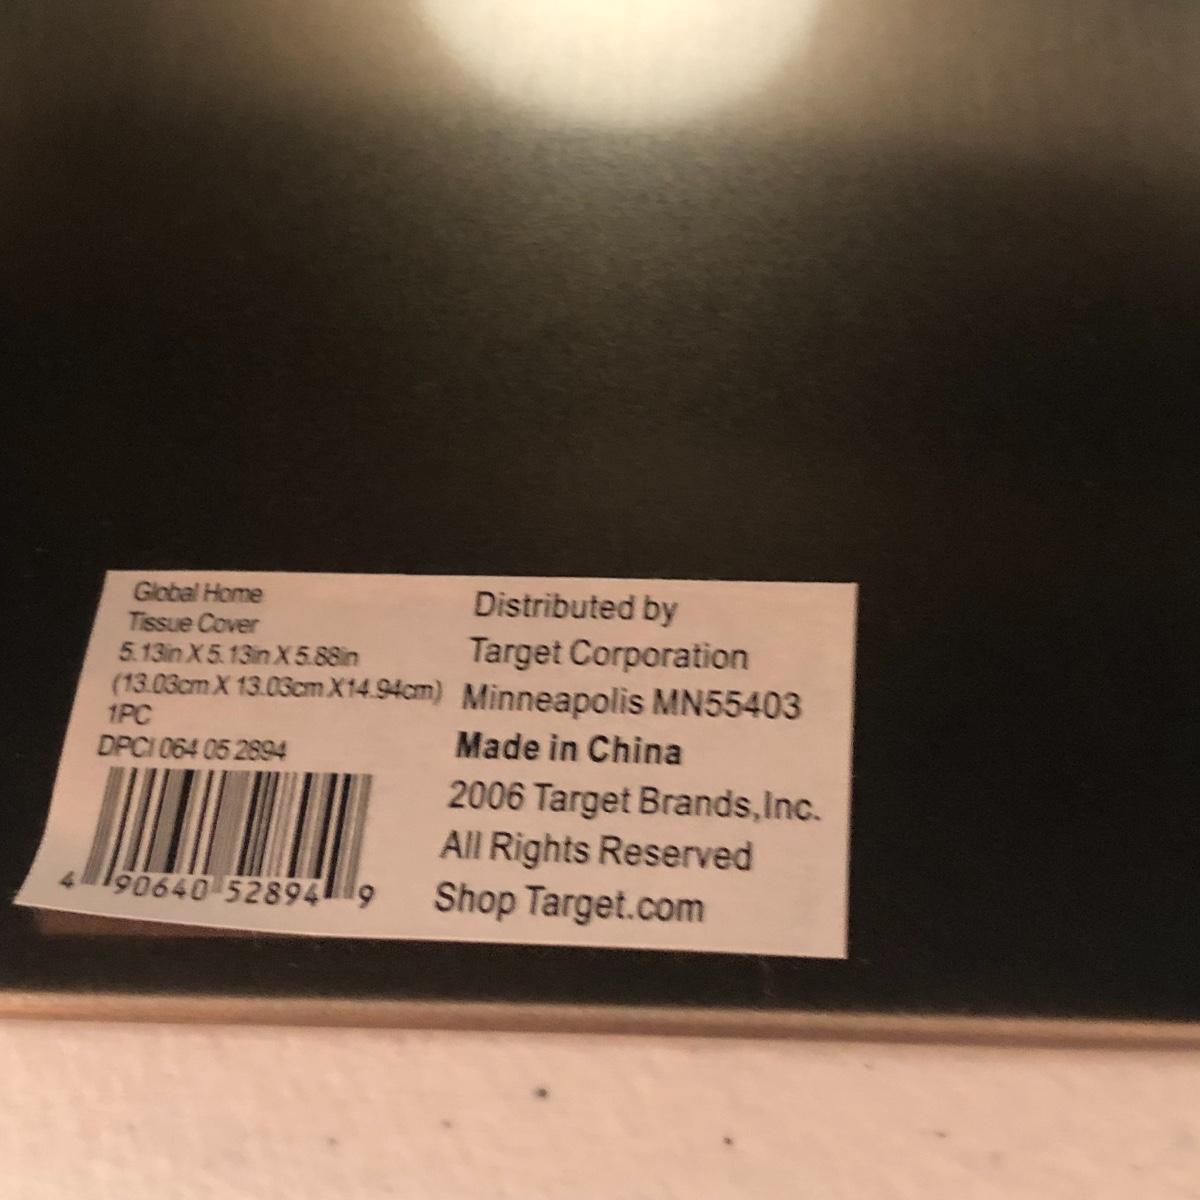 Global Home
Tissue Cover
5.13in X 5.13in X 5.88in
(13.03cm X 13.03cm X14.94cm)
1PC
DPCI 064 05 2894
4 90640 52894 9
Distributed by
Target Corporation
Minneapolis MN55403
Made in China
2006 Target Brands,Inc.
All Rights Reserved
Shop Target.com